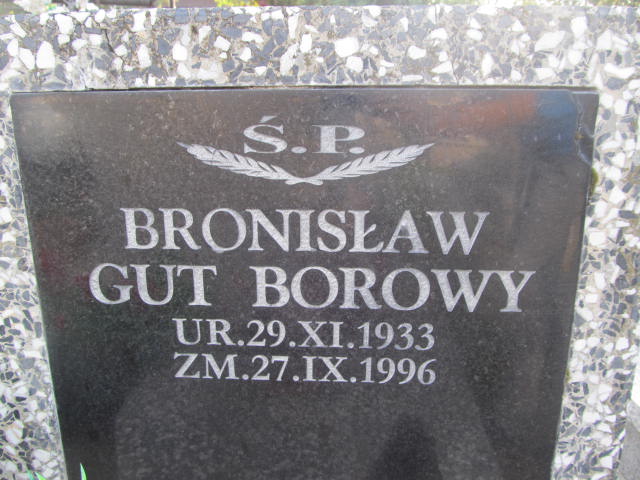 Ś.P.
BRONISŁAW
GUT BOROWY
UR.29.XI.1933
ZM.27.IX.1996